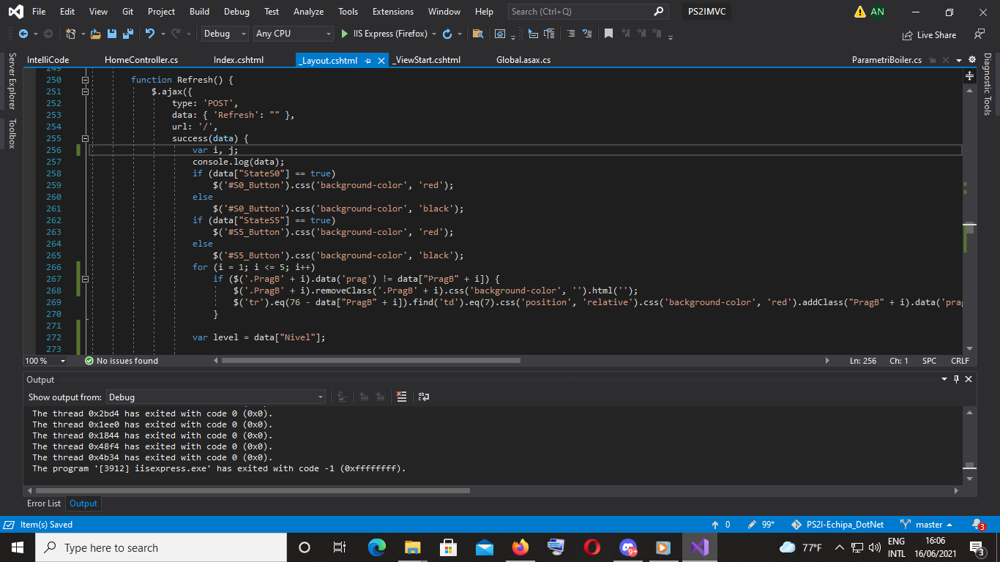 File Edit View Git Project Build Debug Test Analyze Tools Extensions Window Help Search (Ctrl+Q) PS2IMVC AN
Debug Any CPU IIS Express (Firefox) Live Share
IntelliCode HomeController.cs Index.cshtml _Layout.cshtml _ViewStart.cshtml Global.asax.cs ParametriBoiler.cs
Server Explorer
Toolbox
Diagnostic Tools
249
250 function Refresh() {
251 $.ajax({
252 type: 'POST',
253 data: { 'Refresh': "" },
254 url: '/',
255 success(data) {
256 var i, j;
257 console.log(data);
258 if (data["StateS0"] == true)
259 $('#S0_Button').css('background-color', 'red');
260 else
261 $('#S0_Button').css('background-color', 'black');
262 if (data["StateS5"] == true)
263 $('#S5_Button').css('background-color', 'red');
264 else
265 $('#S5_Button').css('background-color', 'black');
266 for (i = 1; i <= 5; i++)
267 if ($('.PragB' + i).data('prag') != data["PragB" + i]) {
268 $('.PragB' + i).removeClass('.PragB' + i).css('background-color', '').html('');
269 $('tr').eq(76 - data["PragB" + i]).find('td').eq(7).css('position', 'relative').css('background-color', 'red').addClass("PragB" + i).data('prag
270 }
271
272 var level = data["Nivel"];
273
100 % No issues found Ln: 256 Ch: 1 SPC CRLF
Output
Show output from: Debug
The thread 0x2bd4 has exited with code 0 (0x0).
The thread 0x1ee0 has exited with code 0 (0x0).
The thread 0x1844 has exited with code 0 (0x0).
The thread 0x48f4 has exited with code 0 (0x0).
The thread 0x4b34 has exited with code 0 (0x0).
The program '[3912] iisexpress.exe' has exited with code -1 (0xffffffff).
Error List Output
Item(s) Saved 0 99* PS2I-Echipa_DotNet master 3
Type here to search 9+ 77°F ENG 16:06
INTL 16/06/2021 3